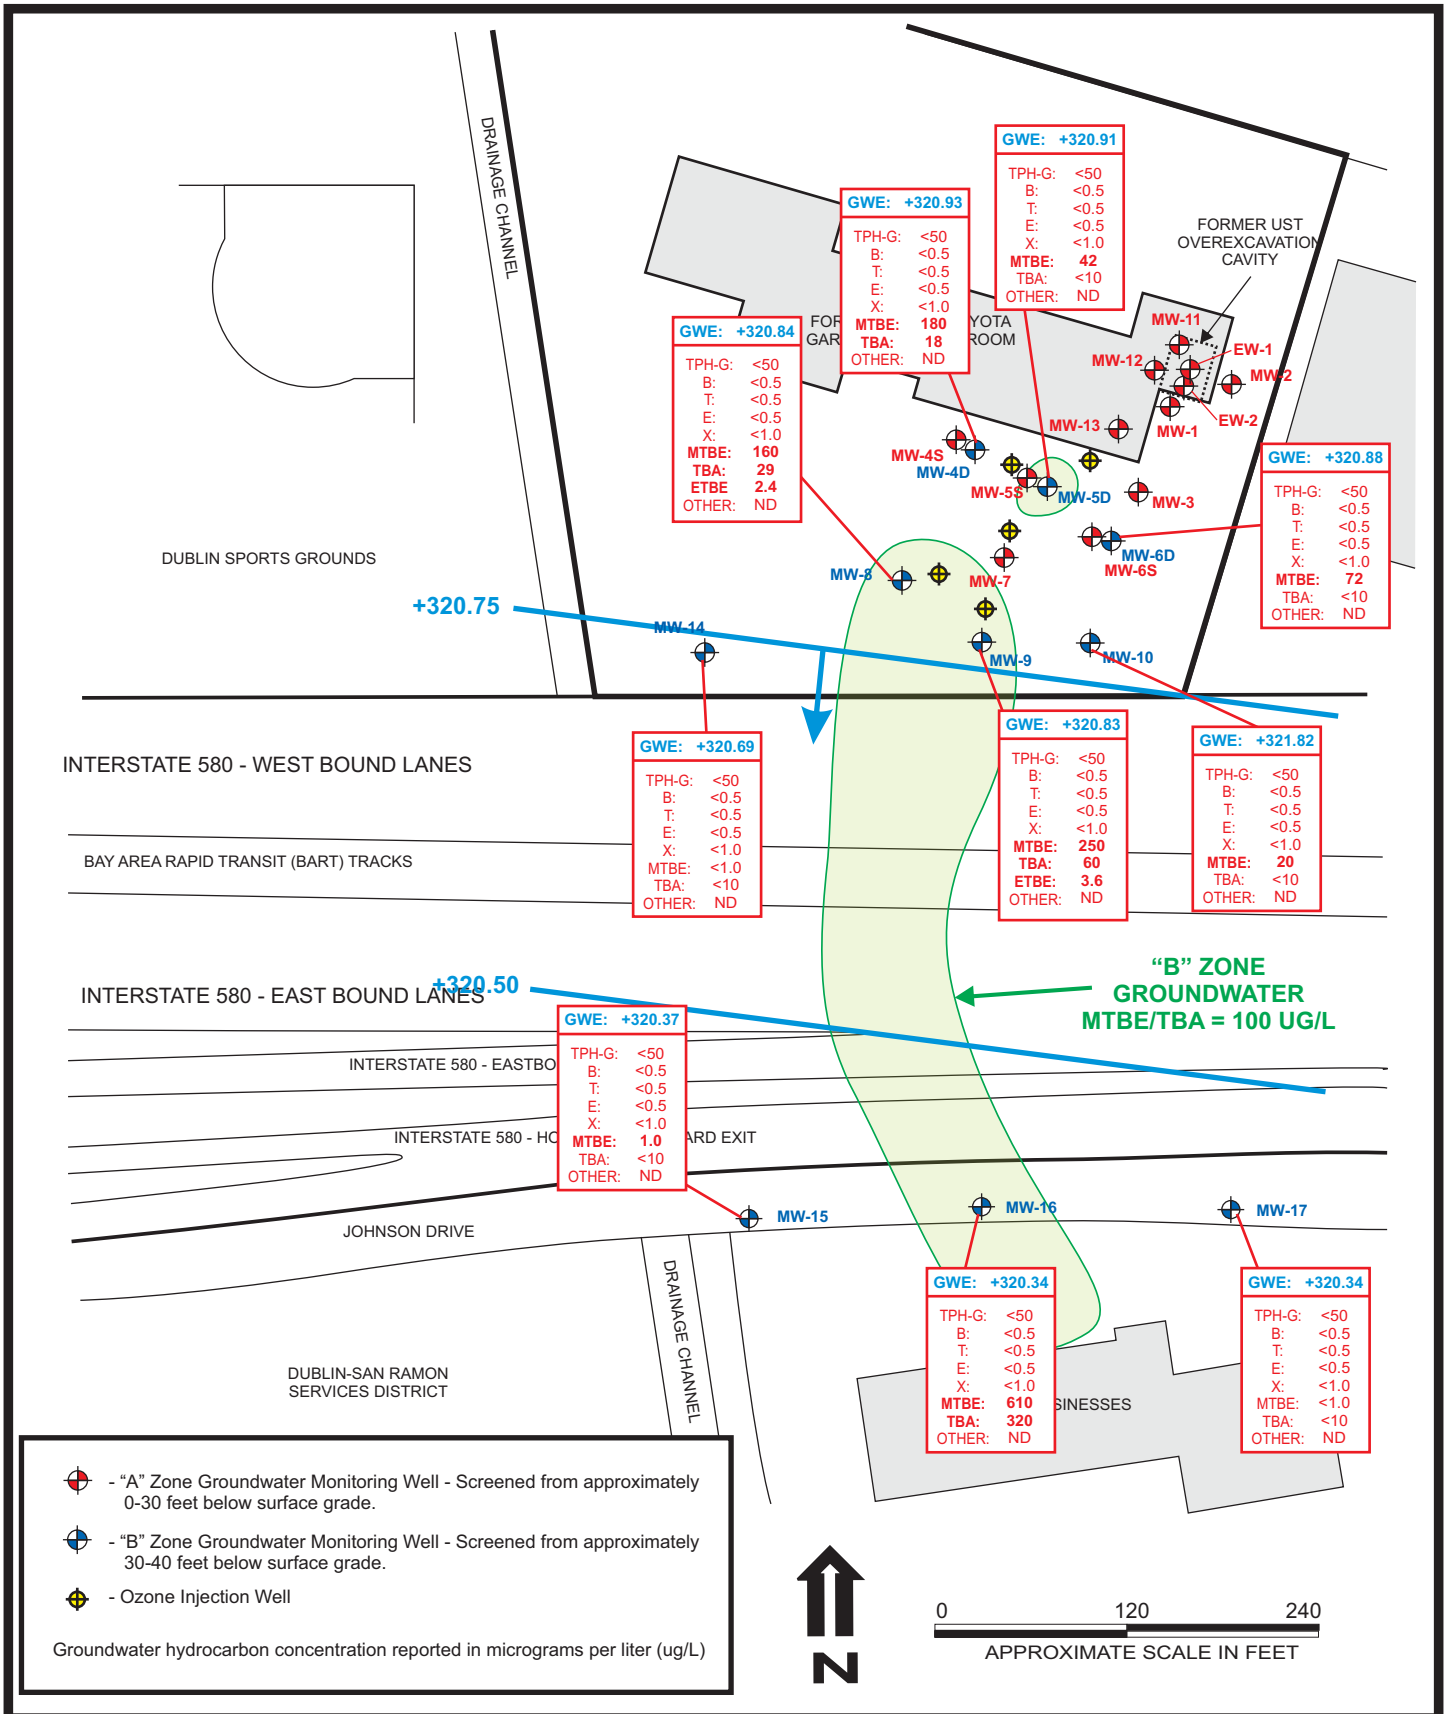 DRAINAGE CHANNEL
GWE: +320.91
TPH-G: <50
B: <0.5
T: <0.5
E: <0.5
X: <1.0
MTBE: 42
TBA: <10
OTHER: ND
GWE: +320.93
TPH-G: <50
B: <0.5
T: <0.5
E: <0.5
X: <1.0
MTBE: 180
TBA: 18
OTHER: ND
FORMER UST
OVEREXCAVATION
CAVITY
GWE: +320.84
TPH-G: <50
B: <0.5
T: <0.5
E: <0.5
X: <1.0
MTBE: 160
TBA: 29
ETBE 2.4
OTHER: ND
FOR YOTA
GAR ROOM
MW-11
EW-1
MW-12
MW-2
EW-2
MW-1
MW-13
MW-4S
MW-4D
MW-5S
MW-5D
MW-3
MW-6D
MW-6S
GWE: +320.88
TPH-G: <50
B: <0.5
T: <0.5
E: <0.5
X: <1.0
MTBE: 72
TBA: <10
OTHER: ND
DUBLIN SPORTS GROUNDS
MW-8
MW-7
+320.75
MW-14
MW-9
MW-10
INTERSTATE 580 - WEST BOUND LANES
GWE: +320.69
TPH-G: <50
B: <0.5
T: <0.5
E: <0.5
X: <1.0
MTBE: <1.0
TBA: <10
OTHER: ND
GWE: +320.83
TPH-G: <50
B: <0.5
T: <0.5
E: <0.5
X: <1.0
MTBE: 250
TBA: 60
ETBE: 3.6
OTHER: ND
GWE: +321.82
TPH-G: <50
B: <0.5
T: <0.5
E: <0.5
X: <1.0
MTBE: 20
TBA: <10
OTHER: ND
BAY AREA RAPID TRANSIT (BART) TRACKS
“B” ZONE
GROUNDWATER
MTBE/TBA = 100 UG/L
+320.50
INTERSTATE 580 - EAST BOUND LANES
GWE: +320.37
TPH-G: <50
B: <0.5
T: <0.5
E: <0.5
X: <1.0
MTBE: 1.0
TBA: <10
OTHER: ND
INTERSTATE 580 - EASTBO
INTERSTATE 580 - HO ARD EXIT
MW-15
MW-16
MW-17
JOHNSON DRIVE
DRAINAGE CHANNEL
GWE: +320.34
TPH-G: <50
B: <0.5
T: <0.5
E: <0.5
X: <1.0
MTBE: 610
TBA: 320
OTHER: ND
GWE: +320.34
TPH-G: <50
B: <0.5
T: <0.5
E: <0.5
X: <1.0
MTBE: <1.0
TBA: <10
OTHER: ND
DUBLIN-SAN RAMON
SERVICES DISTRICT
SINESSES
- “A” Zone Groundwater Monitoring Well - Screened from approximately
0-30 feet below surface grade.
- “B” Zone Groundwater Monitoring Well - Screened from approximately
30-40 feet below surface grade.
- Ozone Injection Well
Groundwater hydrocarbon concentration reported in micrograms per liter (ug/L)
N
0 120 240
APPROXIMATE SCALE IN FEET